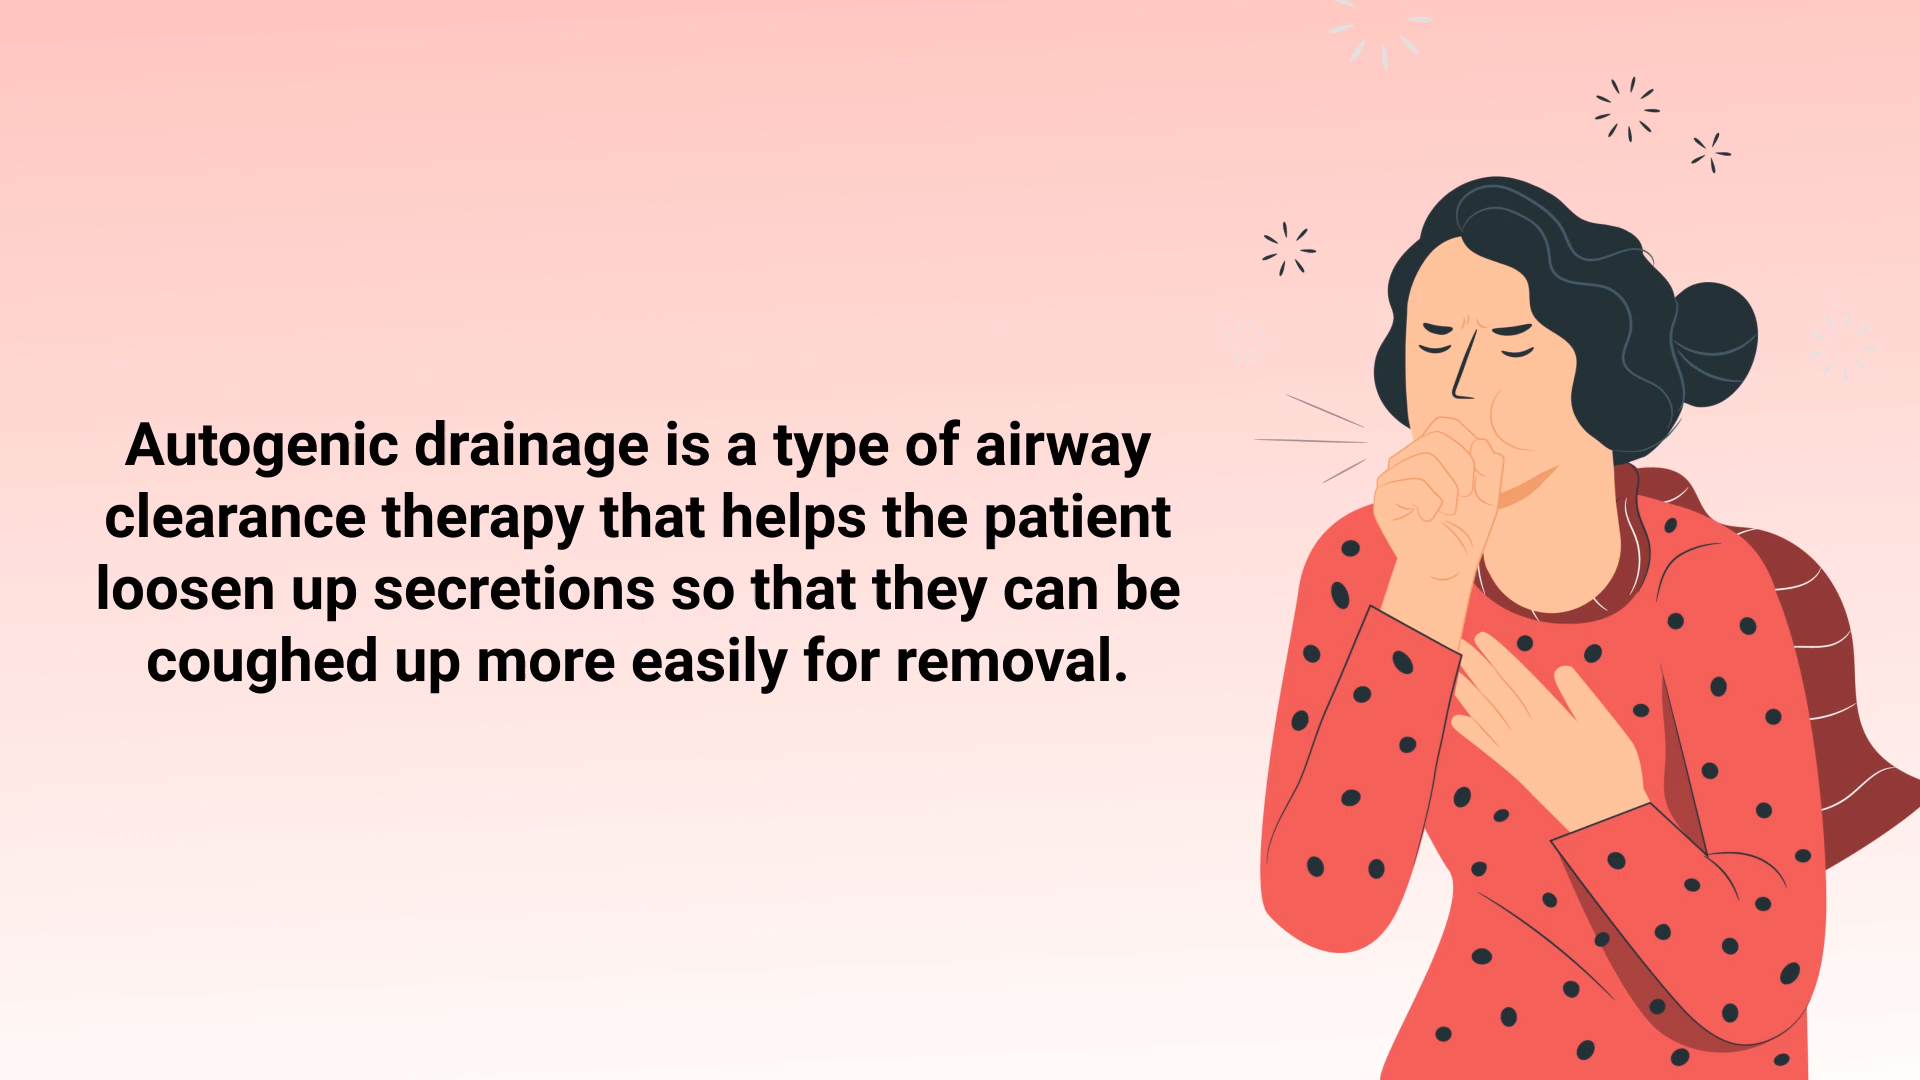 Autogenic drainage is a type of airway
clearance therapy that helps the patient
loosen up secretions so that they can be
coughed up more easily for removal.